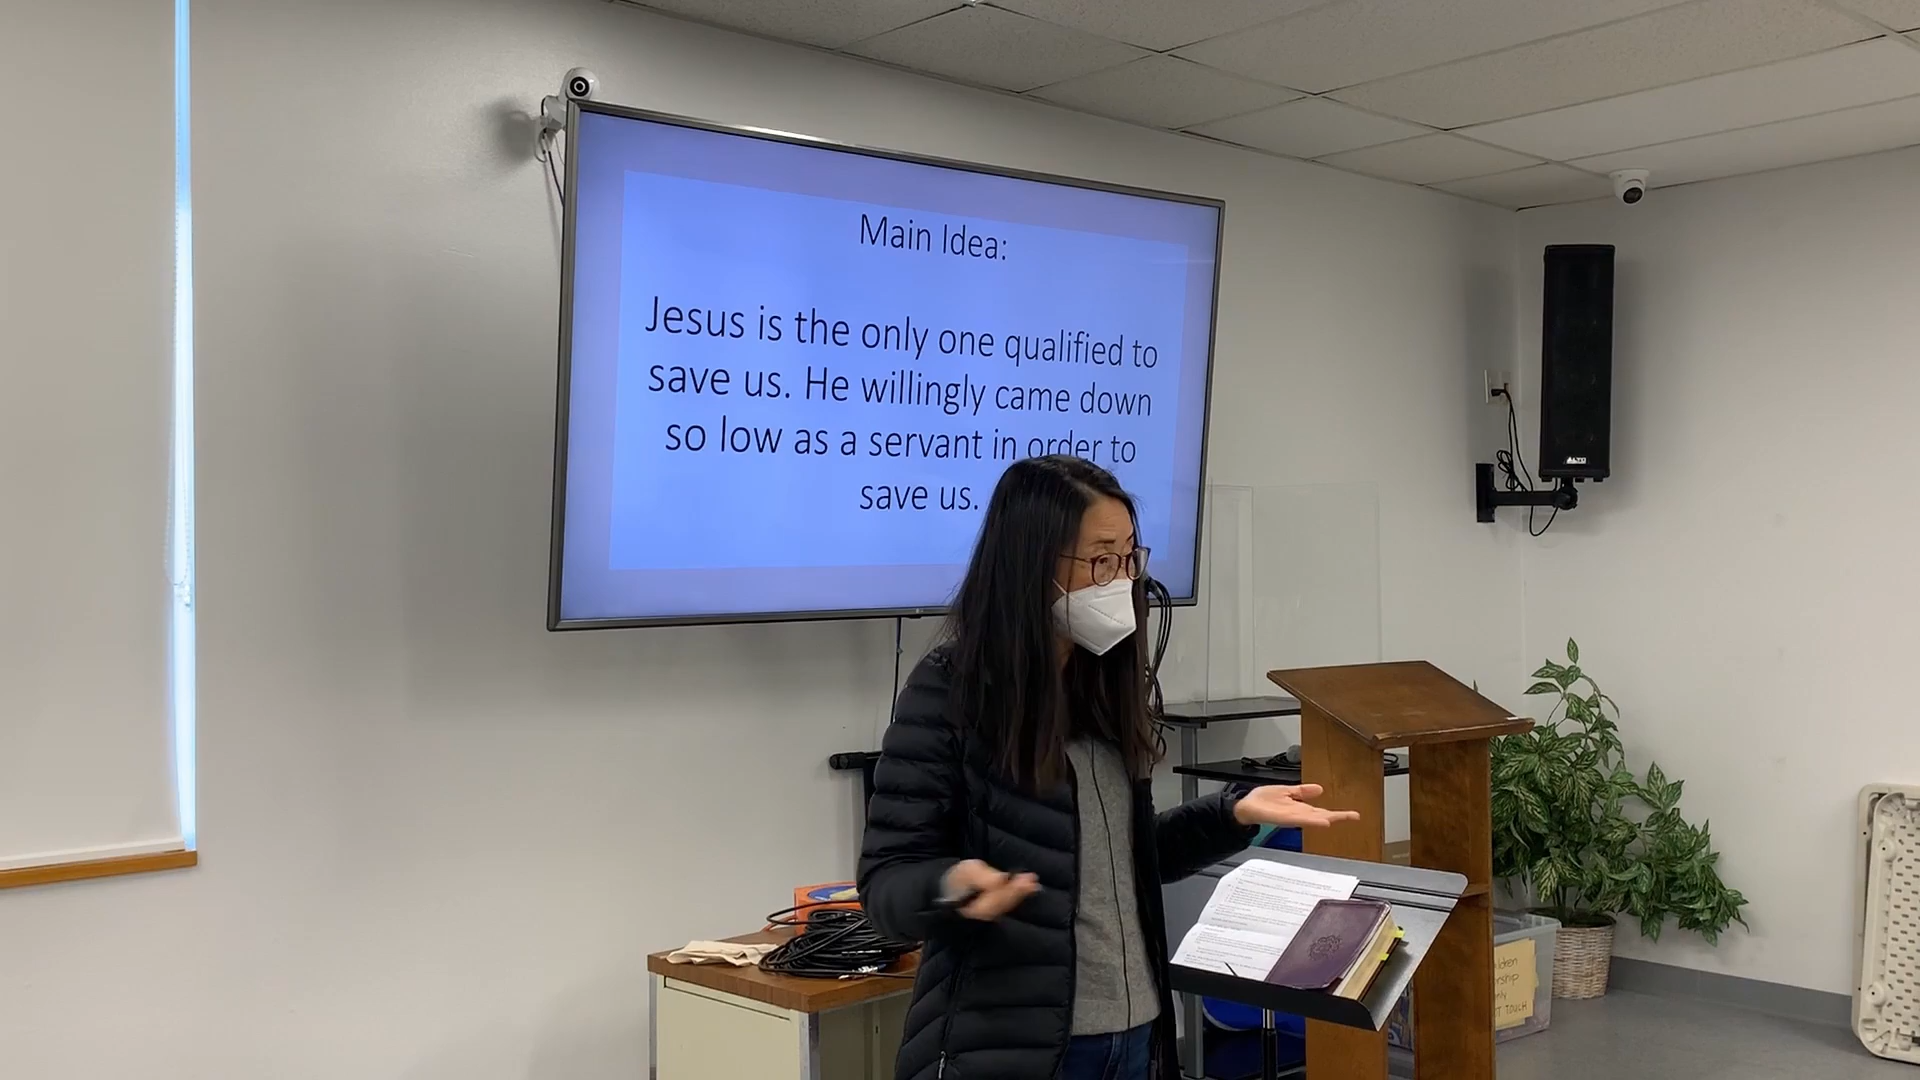 Main Idea:
Jesus is the only one qualified to
save us. He willingly came down
so low as a servant in order to
save us.
ALTO
TOUCH